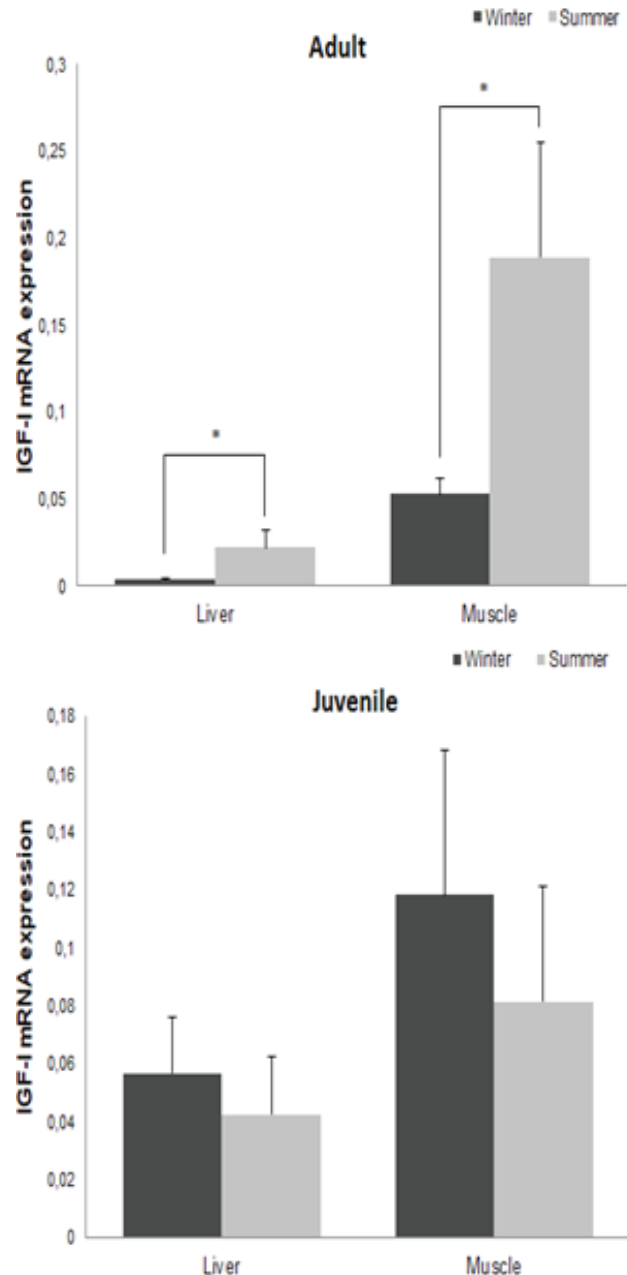 Winter Summer
Adult
IGF-I mRNA expression
0,3
0,25
0,2
0,15
0,1
0,05
0
*
*
Liver Muscle
Winter Summer
Juvenile
IGF-I mRNA expression
0,18
0,16
0,14
0,12
0,1
0,08
0,06
0,04
0,02
0
Liver Muscle